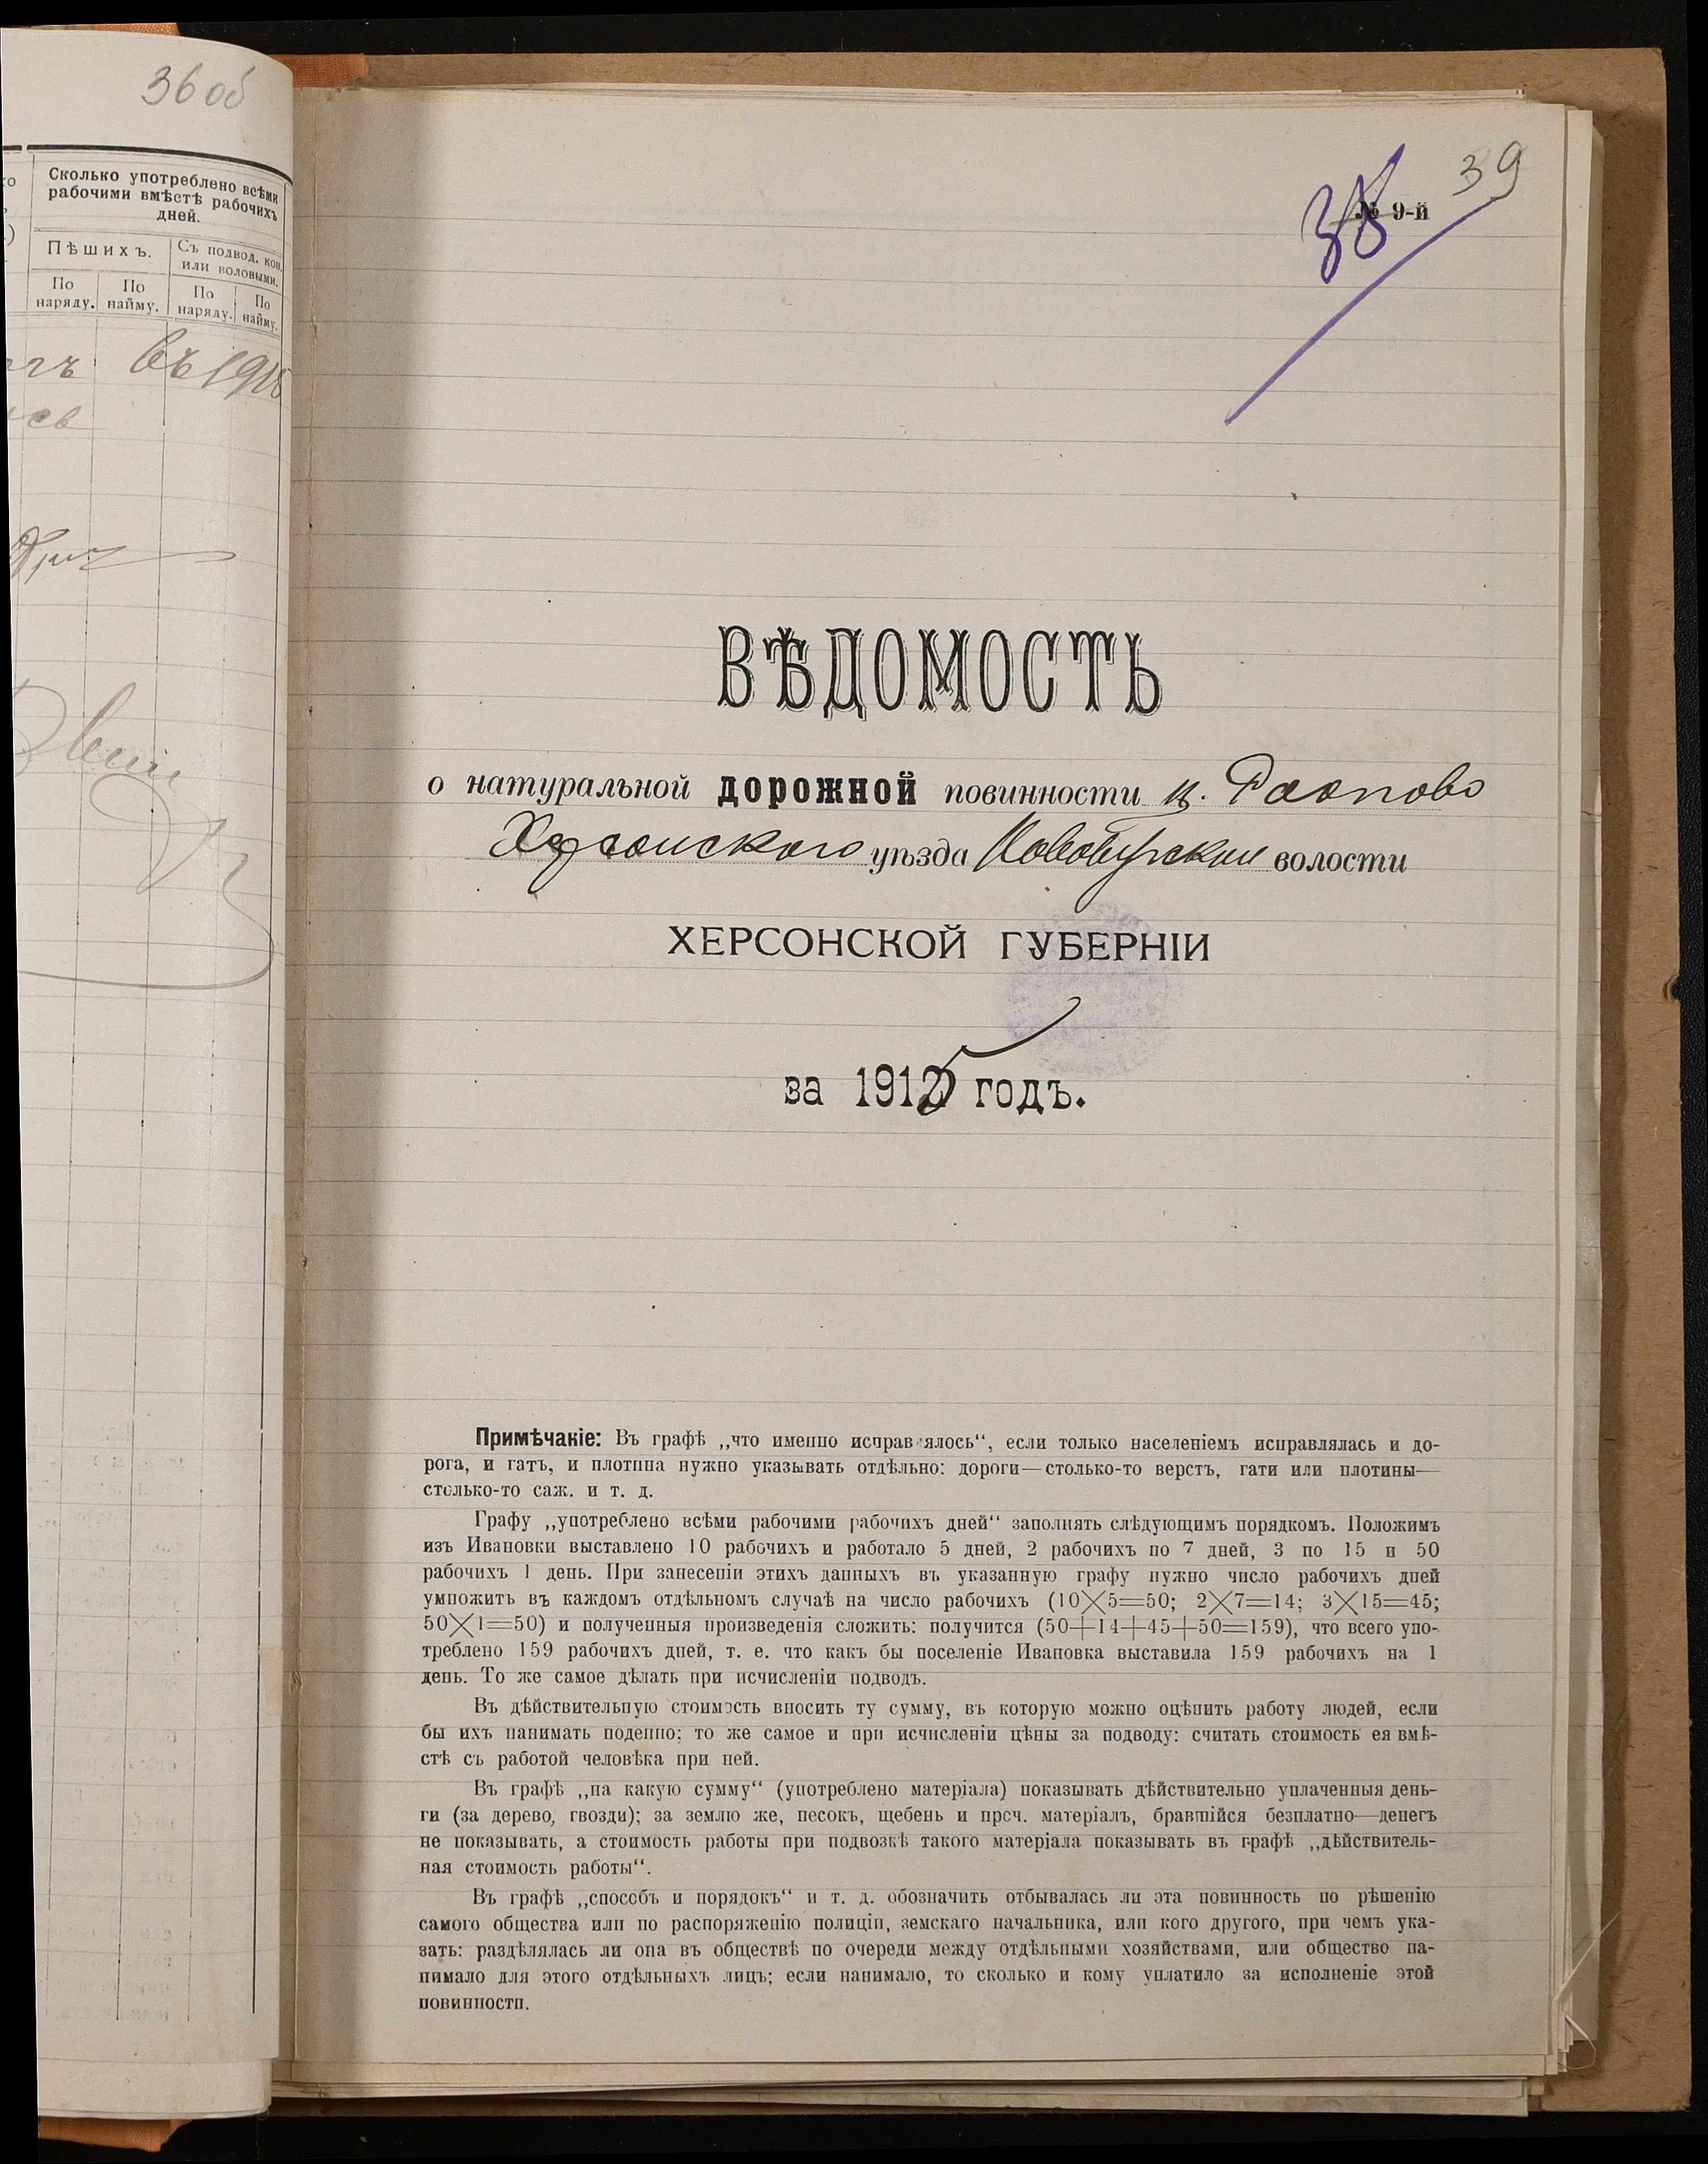 36 об
Сколько употреблено всѣми
рабочими вмѣстѣ рабочихъ
дней.
Пѣшихъ.
Съ подвод. кон.
или воловыми.
По
наряду.
По
найму.
По
наряду.
По
найму.
въ 191
39
38
№ 9-й
ВѢДОМОСТЬ
о натуральной дорожной повинности
Херсонскаго уѣзда Новобугской волости
ХЕРСОНСКОЙ ГУБЕРНІИ
за 1915 годъ.
Примѣчаніе: Въ графѣ „что именно исправлялось“, если только населеніемъ исправлялась и до-
рога, и гать, и плотина нужно указывать отдѣльно: дороги—столько-то верстъ, гати или плотины—
столько-то саж. и т. д.
Графу „употреблено всѣми рабочими рабочихъ дней“ заполнять слѣдующимъ порядкомъ. Положимъ
изъ Ивановки выставлено 10 рабочихъ и работало 5 дней, 2 рабочихъ по 7 дней, 3 по 15 и 50
рабочихъ 1 день. При занесеніи этихъ данныхъ въ указанную графу нужно число рабочихъ дней
умножить въ каждомъ отдѣльномъ случаѣ на число рабочихъ (10×5=50; 2×7=14; 3×15=45;
50×1=50) и полученныя произведенія сложить: получится (50+14+45+50=159), что всего упо-
треблено 159 рабочихъ дней, т. е. что какъ бы поселеніе Ивановка выставила 159 рабочихъ на 1
день. То же самое дѣлать при исчисленіи подводъ.
Въ дѣйствительную стоимость вносить ту сумму, въ которую можно оцѣнить работу людей, если
бы ихъ нанимать поденно; то же самое и при исчисленіи цѣны за подводу: считать стоимость ея вмѣ-
стѣ съ работой человѣка при ней.
Въ графѣ „на какую сумму“ (употреблено матеріала) показывать дѣйствительно уплаченныя день-
ги (за дерево, гвозди); за землю же, песокъ, щебень и проч. матеріалъ, бравшійся безплатно—денегъ
не показывать, а стоимость работы при подвозкѣ такого матеріала показывать въ графѣ „дѣйствитель-
ная стоимость работы“.
Въ графѣ „способъ и порядокъ“ и т. д. обозначить отбывалась ли эта повинность по рѣшенію
самого общества или по распоряженію полиціи, земскаго начальника, или кого другого, при чемъ ука-
зать: раздѣлялась ли она въ обществѣ по очереди между отдѣльными хозяйствами, или общество на-
нимало для этого отдѣльныхъ лицъ; если нанимало, то сколько и кому уплатило за исполненіе этой
повинности.